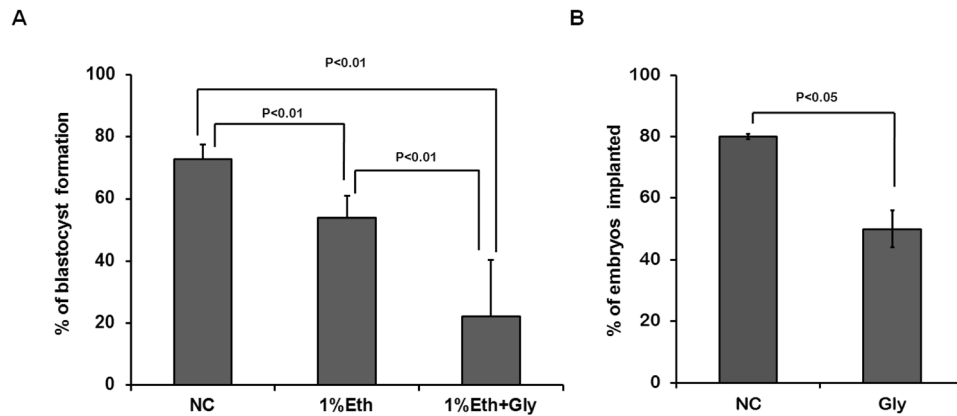 A
P<0.01
P<0.01
P<0.01
100
80
60
40
20
0
% of blastocyst formation
NC 1%Eth 1%Eth+Gly
B
P<0.05
100
80
60
40
20
0
% of embryos implanted
NC Gly